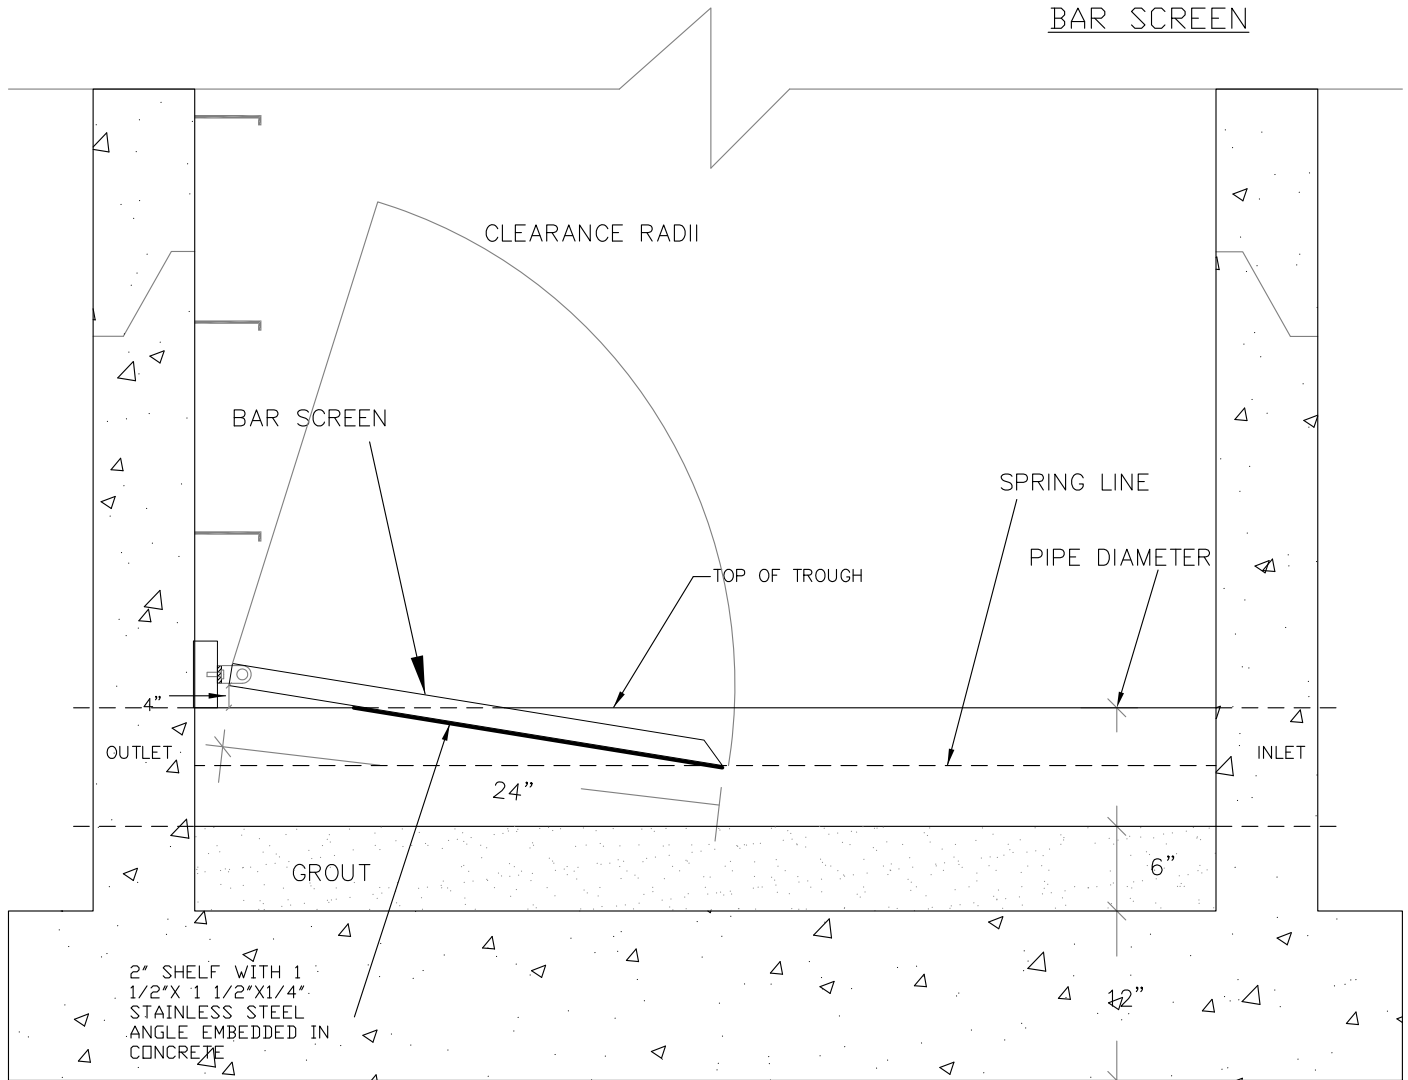 BAR SCREEN
CLEARANCE RADII
BAR SCREEN
SPRING LINE
PIPE DIAMETER
TOP OF TROUGH
4"
OUTLET
INLET
24"
GROUT
6"
2" SHELF WITH 1
1/2"X 1 1/2"X1/4"
STAINLESS STEEL
ANGLE EMBEDDED IN
CONCRETE
12"